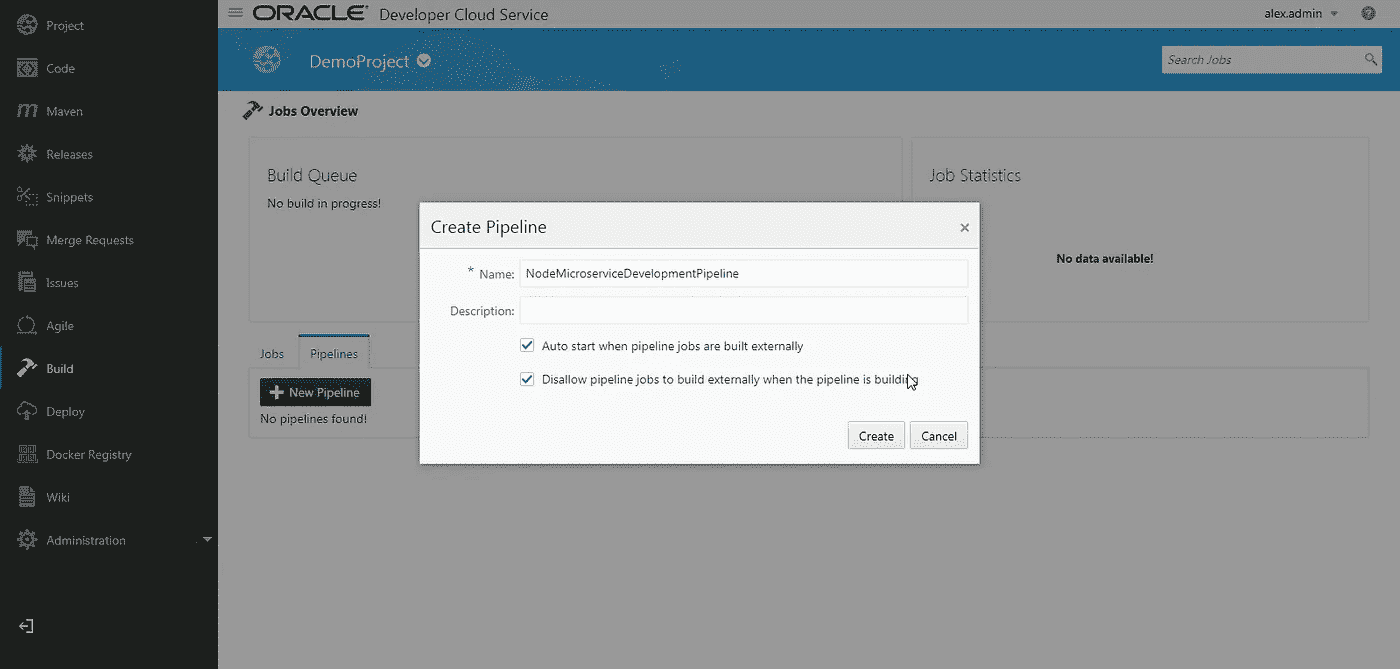 ORACLE Developer Cloud Service
alex.admin
DemoProject
Search Jobs
Project
Code
Maven
Releases
Snippets
Merge Requests
Issues
Agile
Build
Deploy
Docker Registry
Wiki
Administration
Jobs Overview
Build Queue
No build in progress!
Job Statistics
No data available!
Jobs
Pipelines
New Pipeline
No pipelines found!
Create Pipeline
* Name: NodeMicroserviceDevelopmentPipeline
Description:
Auto start when pipeline jobs are built externally
Disallow pipeline jobs to build externally when the pipeline is building
Create
Cancel